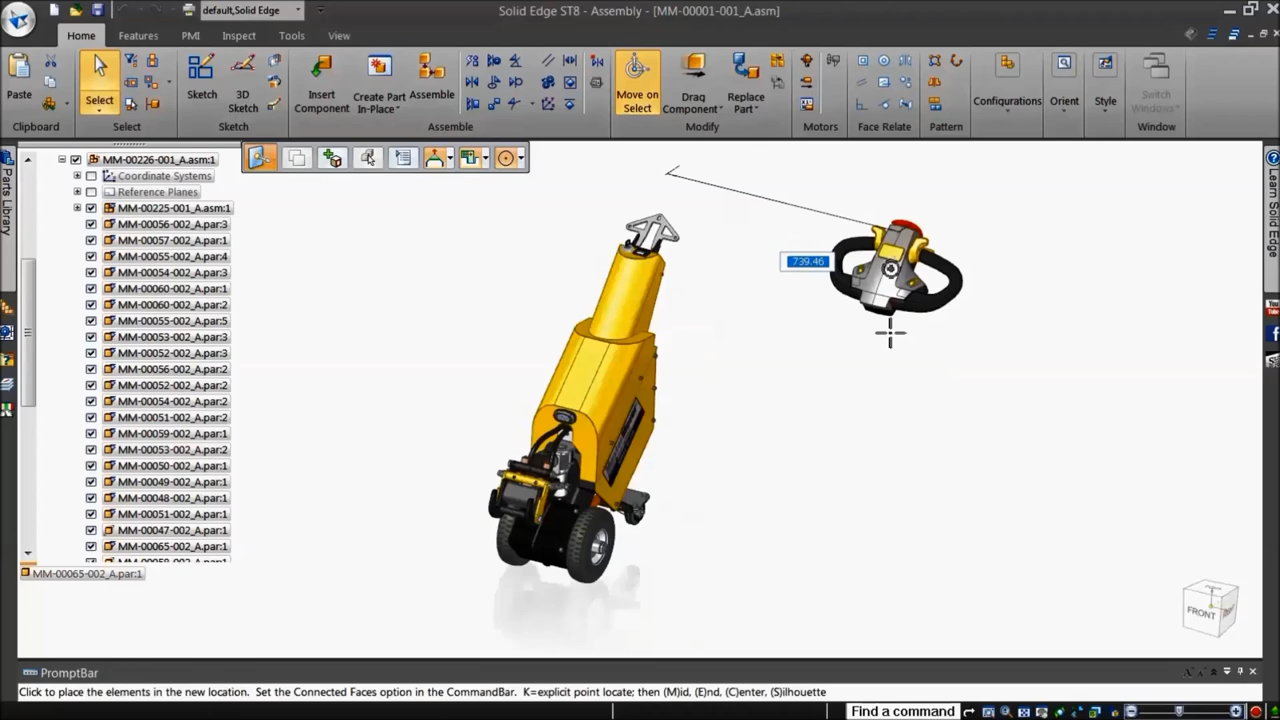 default,Solid Edge
Solid Edge ST8 - Assembly - [MM-00001-001_A.asm]
Home
Features
PMI
Inspect
Tools
View
Paste
Select
Sketch
3D Sketch
Insert Component
Create Part In-Place
Assemble
Move on Select
Drag Component
Replace Part
Motors
Face Relate
Pattern
Configurations
Orient
Style
Switch Windows
Clipboard
Select
Sketch
Assemble
Modify
Window
Parts Library
MM-00226-001_A.asm:1
Coordinate Systems
Reference Planes
MM-00225-001_A.asm:1
MM-00056-002_A.par:3
MM-00057-002_A.par:1
MM-00055-002_A.par:4
MM-00054-002_A.par:3
MM-00060-002_A.par:1
MM-00060-002_A.par:2
MM-00055-002_A.par:5
MM-00053-002_A.par:3
MM-00052-002_A.par:3
MM-00056-002_A.par:2
MM-00052-002_A.par:2
MM-00054-002_A.par:2
MM-00051-002_A.par:2
MM-00059-002_A.par:1
MM-00053-002_A.par:2
MM-00050-002_A.par:1
MM-00049-002_A.par:1
MM-00048-002_A.par:1
MM-00051-002_A.par:1
MM-00047-002_A.par:1
MM-00065-002_A.par:1
MM-00065-002_A.par:1
739.46
Learn Solid Edge
You
FRONT
PromptBar
Click to place the elements in the new location. Set the Connected Faces option in the CommandBar. K=explicit point locate; then (M)id, (E)nd, (C)enter, (S)ilhouette
Find a command